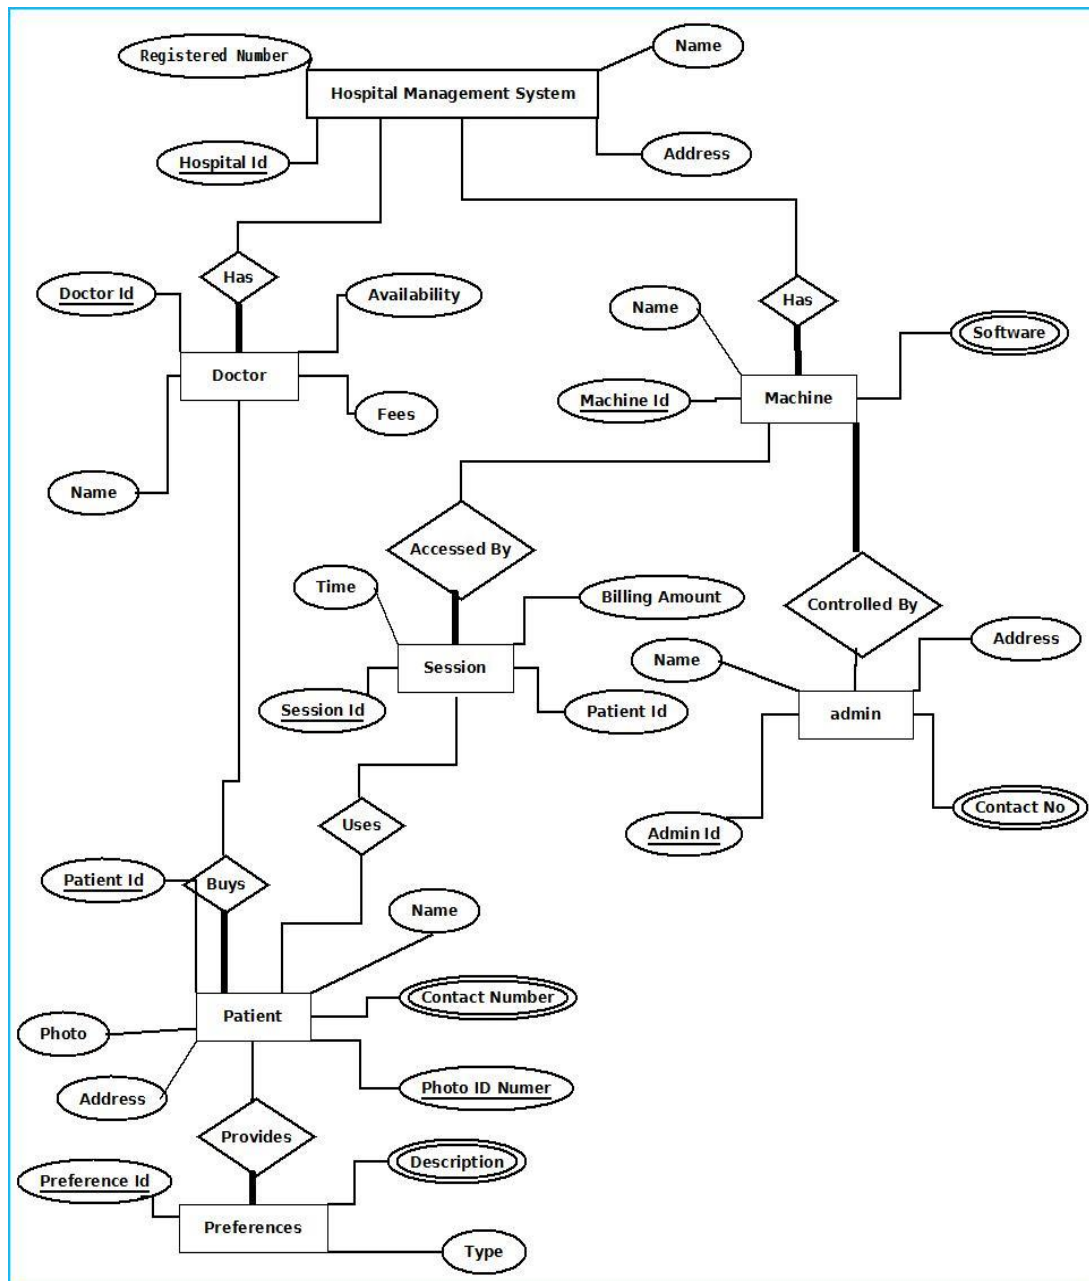 Registered Number
Name
Hospital Management System
Hospital Id
Address
Has
Doctor Id
Availability
Name
Has
Software
Doctor
Machine Id
Machine
Fees
Name
Accessed By
Time
Billing Amount
Controlled By
Name
Address
Session
Session Id
Patient Id
admin
Contact No
Uses
Admin Id
Patient Id
Buys
Name
Contact Number
Patient
Photo
Photo ID Numer
Address
Provides
Description
Preference Id
Preferences
Type